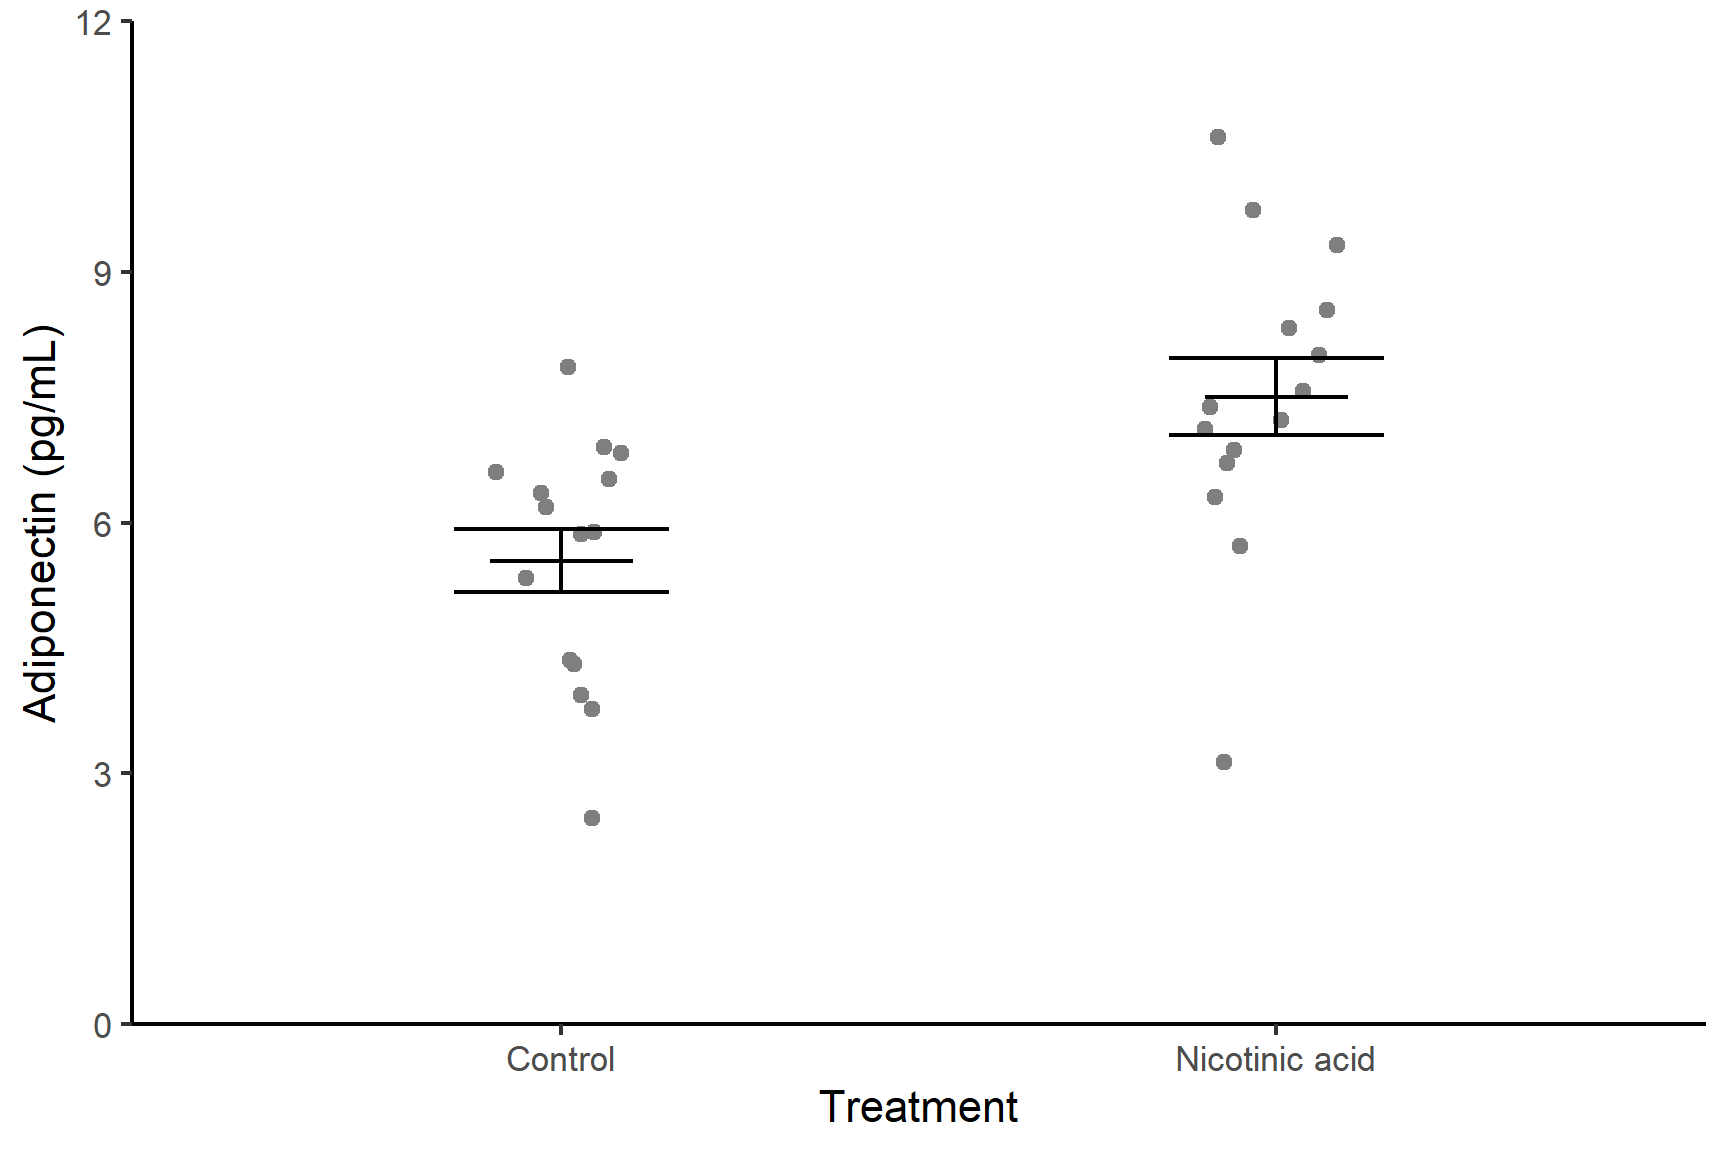 12
9
6
3
0
Adiponectin (pg/mL)
Control
Nicotinic acid
Treatment